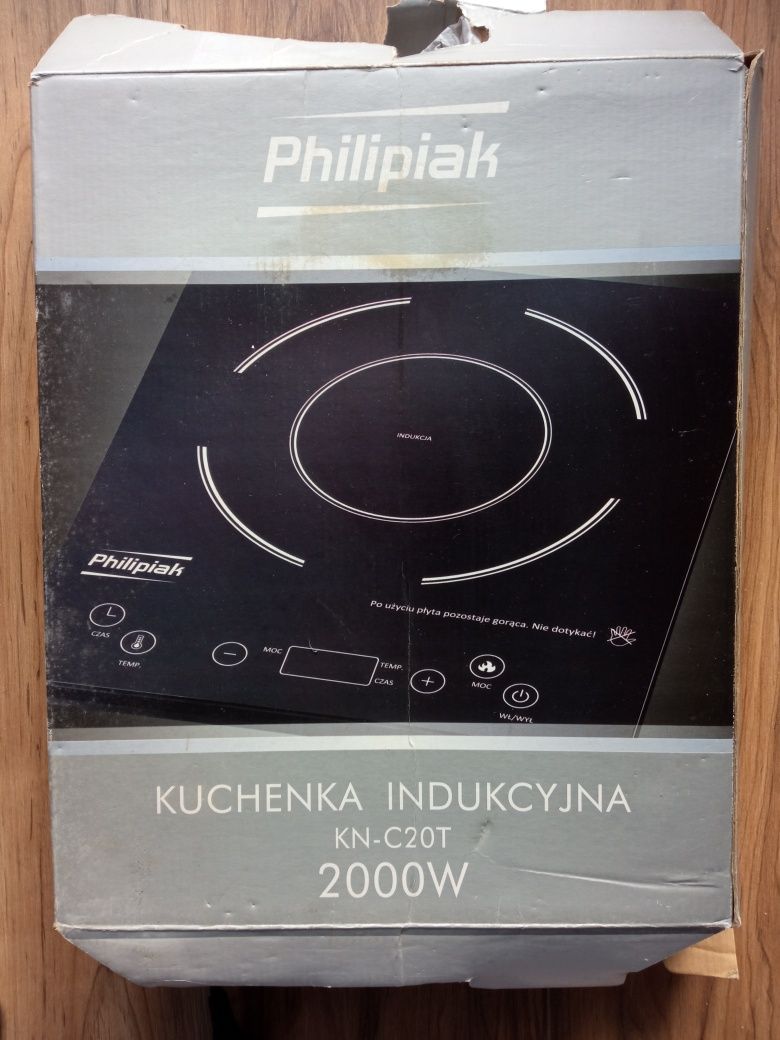 Philipiak
INDUKCJA
Philipiak
Po użyciu płyta pozostaje gorąca. Nie dotykać!
CZAS
TEMP.
MOC
TEMP.
CZAS
MOC
WŁ/WYŁ
KUCHENKA INDUKCYJNA
KN-C20T
2000W